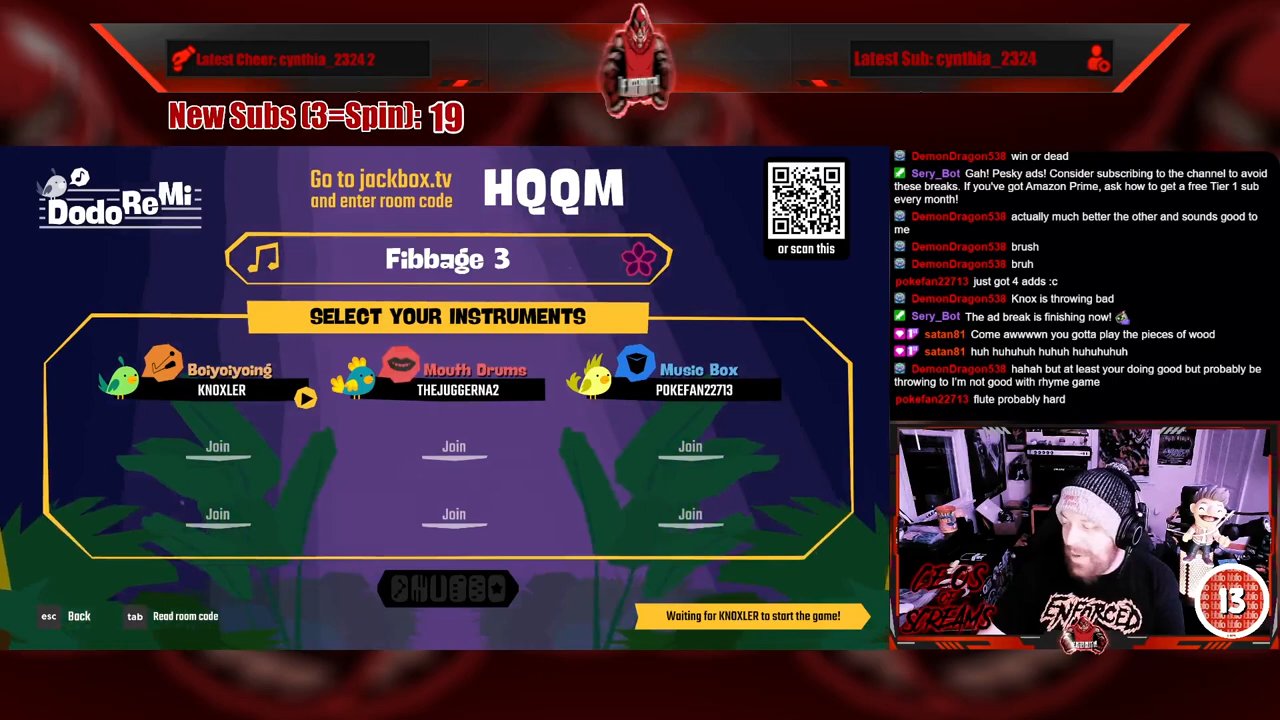 Latest Cheer: cynthia_2324 2
Latest Sub: cynthia_2324
New Subs (3=Spin): 19
DodoReMi
Go to jackbox.tv
and enter room code
HQQM
or scan this
Fibbage 3
SELECT YOUR INSTRUMENTS
Boiyoiyoing
KNOXLER
Mouth Drums
THEJUGGERNA2
Music Box
POKEFAN22713
Join
Join
Join
Join
Join
Join
esc Back
tab Read room code
Waiting for KNOXLER to start the game!
DemonDragon538 win or dead
Sery_Bot Gah! Pesky ads! Consider subscribing to the channel to avoid
these breaks. If you've got Amazon Prime, ask how to get a free Tier 1 sub
every month!
DemonDragon538 actually much better the other and sounds good to
me
DemonDragon538 brush
DemonDragon538 bruh
pokefan22713 just got 4 adds :c
DemonDragon538 Knox is throwing bad
Sery_Bot The ad break is finishing now!
satan81 Come awwwwn you gotta play the pieces of wood
satan81 huh huhuhuh huhuh huhuhuhuh
DemonDragon538 hahah but at least your doing good but probably be
throwing to I'm not good with rhyme game
pokefan22713 flute probably hard
SCREAMS
ENFORCED
13